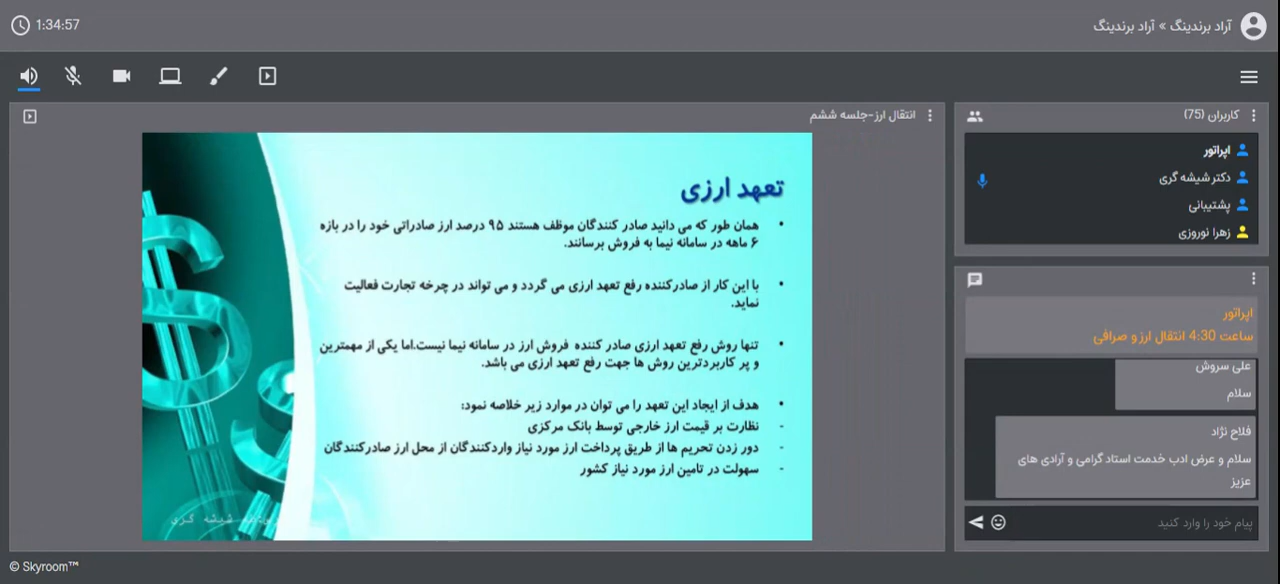 1:34:57
آراد برندینگ » آراد برندینگ
انتقال ارز-جلسه ششم
تعهد ارزی
• همان طور که می دانید صادر کنندگان موظف هستند ۹۵ درصد ارز صادراتی خود را در بازه
۶ ماهه در سامانه نیما به فروش برسانند.
• با این کار از صادرکننده رفع تعهد ارزی می گردد و می تواند در چرخه تجارت فعالیت
نماید.
• تنها روش رفع تعهد ارزی صادر کننده فروش ارز در سامانه نیما نیست.اما یکی از مهمترین
و پر کاربردترین روش ها جهت رفع تعهد ارزی می باشد.
• هدف از ایجاد این تعهد را می توان در موارد زیر خلاصه نمود:
- نظارت بر قیمت ارز خارجی توسط بانک مرکزی
- دور زدن تحریم ها از طریق پرداخت ارز مورد نیاز واردکنندگان از محل ارز صادرکنندگان
- سهولت در تامین ارز مورد نیاز کشور
شیشه گری
کاربران (75)
اپراتور
دکتر شیشه گری
پشتیبانی
زهرا نوروزی
اپراتور
ساعت 4:30 انتقال ارز و صرافی
علی سروش
سلام
فلاح نژاد
سلام و عرض ادب خدمت استاد گرامی و آرادی های
عزیز
پیام خود را وارد کنید
© Skyroom™